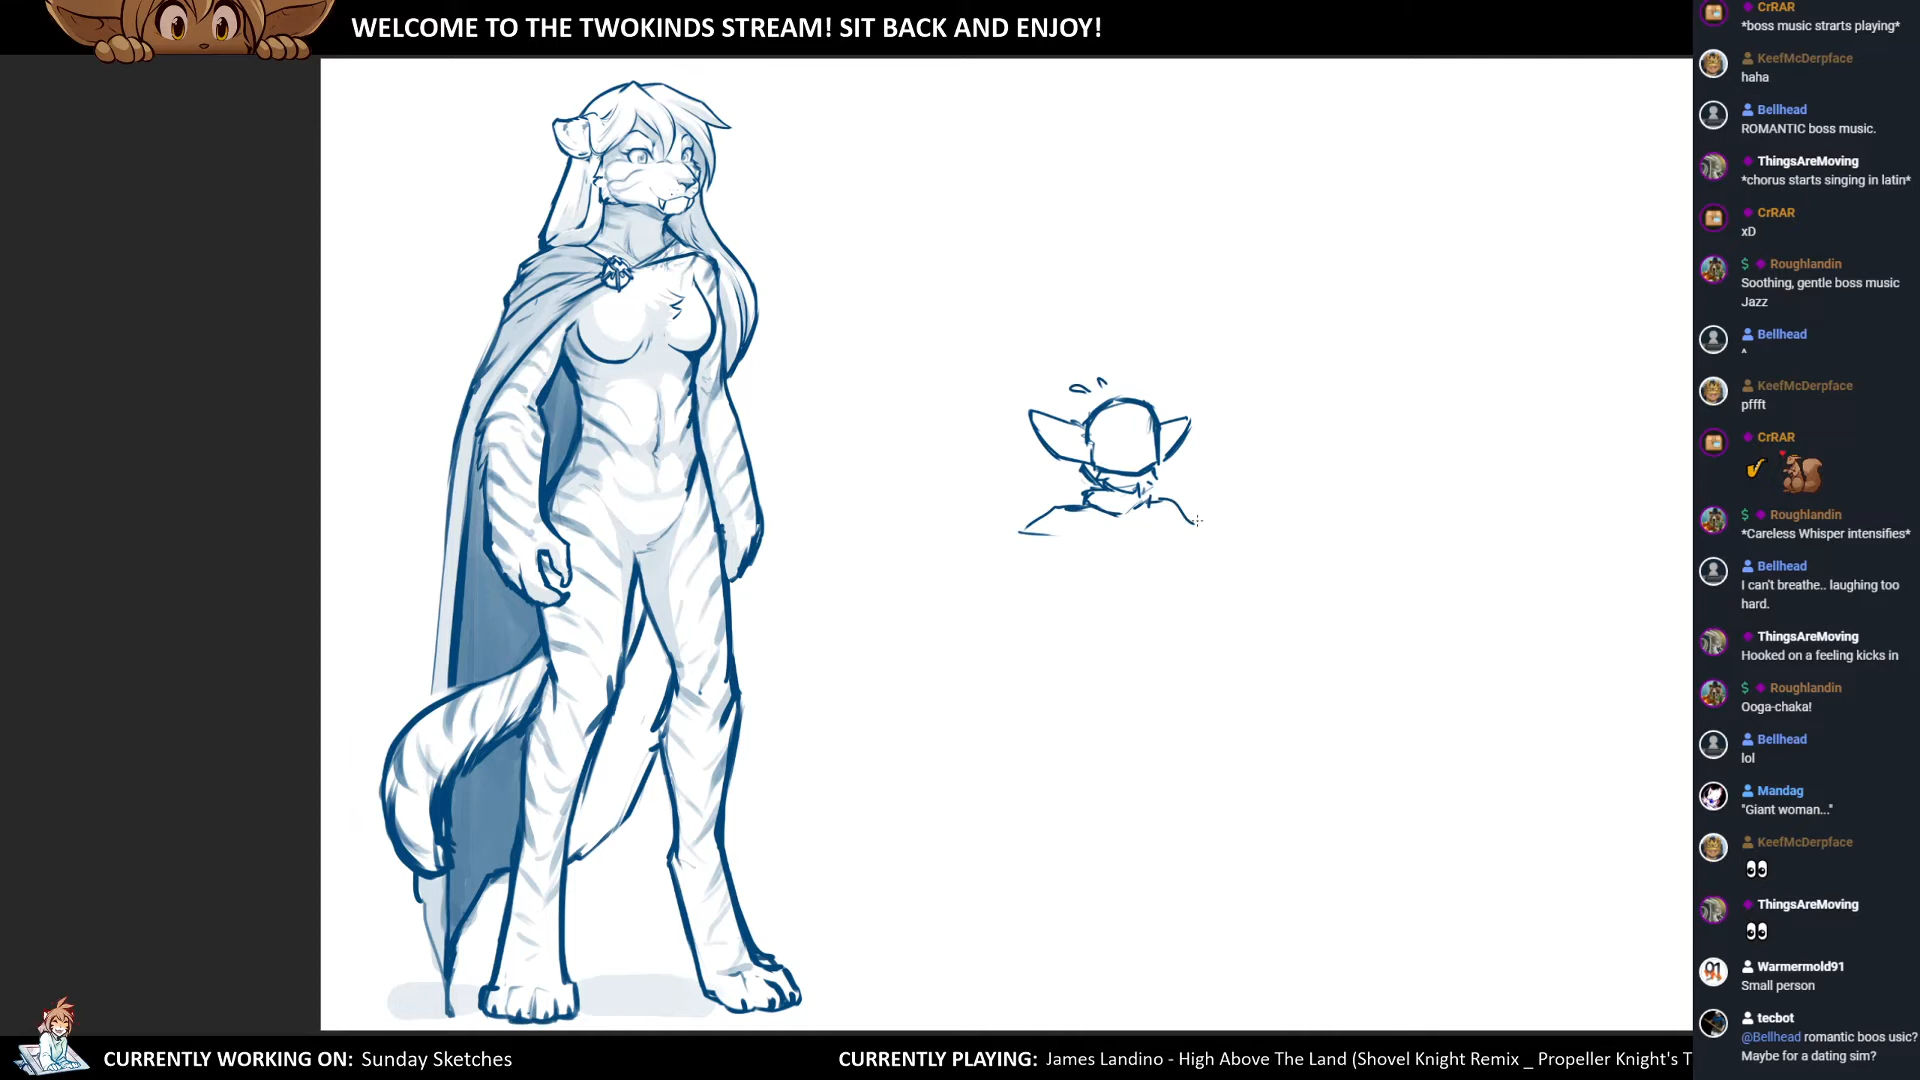 WELCOME TO THE TWOKINDS STREAM! SIT BACK AND ENJOY!
CrRAR
*boss music strarts playing*
KeefMcDerpface
haha
Bellhead
ROMANTIC boss music.
ThingsAreMoving
*chorus starts singing in latin*
CrRAR
xD
$ Roughlandin
Soothing, gentle boss music
Jazz
Bellhead
^
KeefMcDerpface
pffft
CrRAR
$ Roughlandin
*Careless Whisper intensifies*
Bellhead
I can't breathe.. laughing too
hard.
ThingsAreMoving
Hooked on a feeling kicks in
$ Roughlandin
Ooga-chaka!
Bellhead
lol
Mandag
"Giant woman..."
KeefMcDerpface
ThingsAreMoving
Warmermold91
Small person
tecbot
@Bellhead romantic boos usic?
Maybe for a dating sim?
CURRENTLY WORKING ON: Sunday Sketches
CURRENTLY PLAYING: James Landino - High Above The Land (Shovel Knight Remix _ Propeller Knight's T